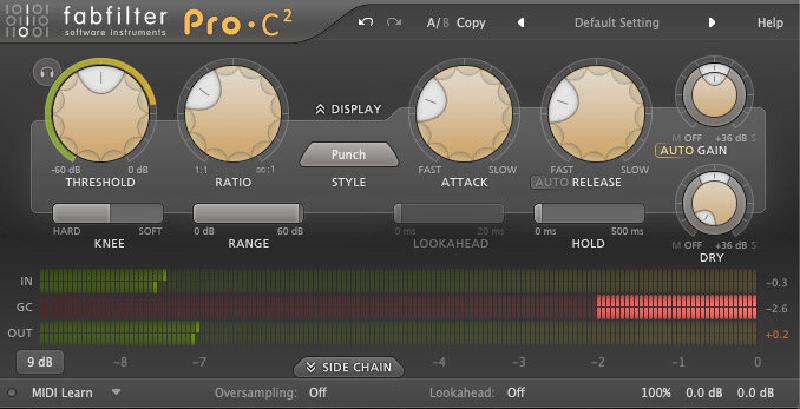 fabfilter
software instruments
Pro·C²
A/B Copy
Default Setting
Help
DISPLAY
-60 dB 0 dB
THRESHOLD
1:1 ∞:1
RATIO
Punch
STYLE
FAST SLOW
ATTACK
FAST SLOW
AUTO RELEASE
M OFF +36 dB S
AUTO GAIN
HARD SOFT
KNEE
0 dB 60 dB
RANGE
0 ms 20 ms
LOOKAHEAD
0 ms 500 ms
HOLD
M OFF +36 dB S
DRY
IN -0.3
GC -2.6
OUT +0.2
9 dB -8 -7 SIDE CHAIN -4 -3 -2 -1 0
MIDI Learn Oversampling: Off Lookahead: Off 100% 0.0 dB 0.0 dB